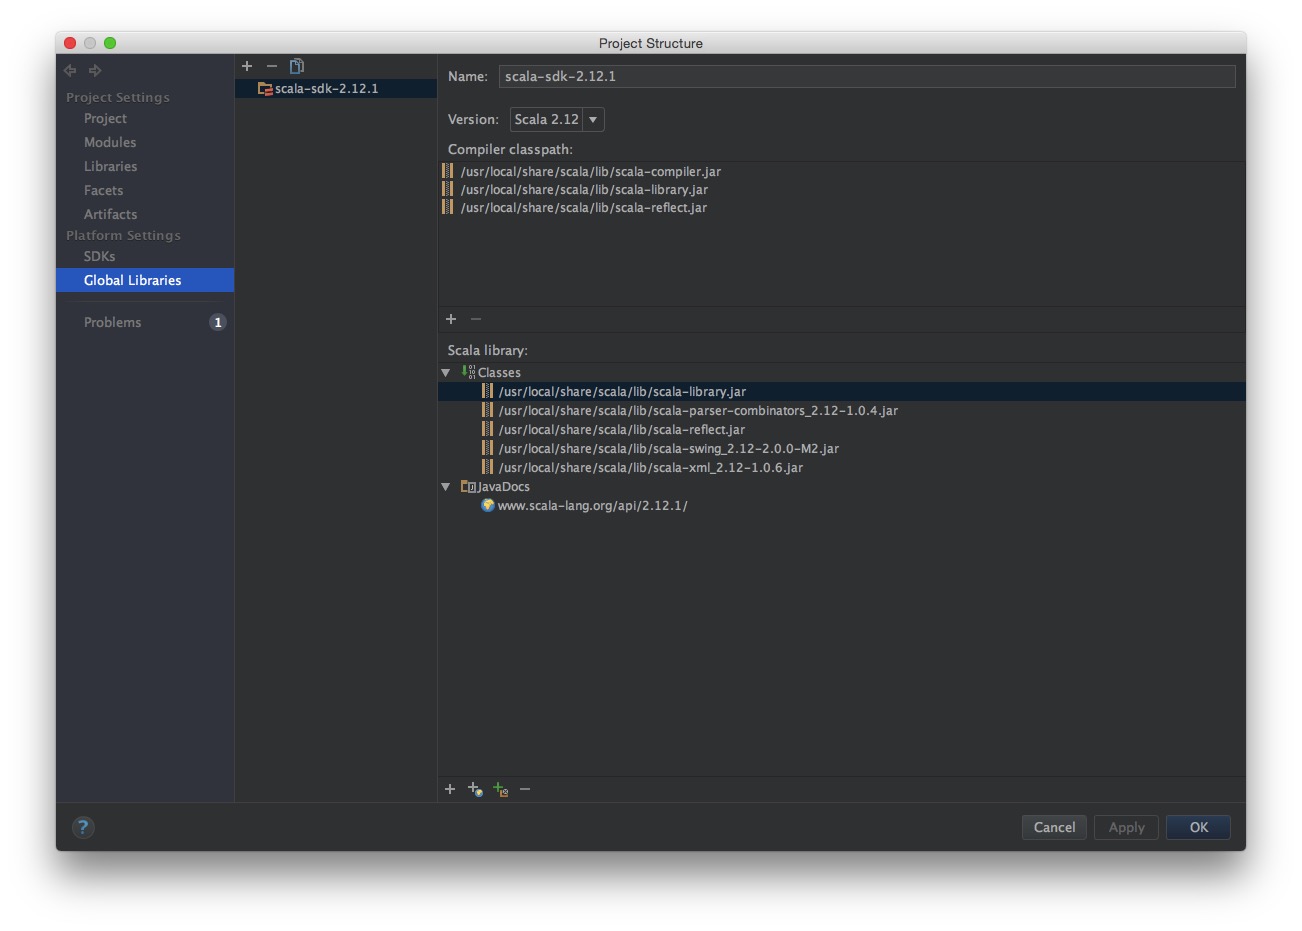 Project Structure
Project Settings
Project
Modules
Libraries
Facets
Artifacts
Platform Settings
SDKs
Global Libraries
Problems 1
scala-sdk-2.12.1
Name: scala-sdk-2.12.1
Version: Scala 2.12
Compiler classpath:
/usr/local/share/scala/lib/scala-compiler.jar
/usr/local/share/scala/lib/scala-library.jar
/usr/local/share/scala/lib/scala-reflect.jar
Scala library:
Classes
/usr/local/share/scala/lib/scala-library.jar
/usr/local/share/scala/lib/scala-parser-combinators_2.12-1.0.4.jar
/usr/local/share/scala/lib/scala-reflect.jar
/usr/local/share/scala/lib/scala-swing_2.12-2.0.0-M2.jar
/usr/local/share/scala/lib/scala-xml_2.12-1.0.6.jar
JavaDocs
www.scala-lang.org/api/2.12.1/
?
Cancel Apply OK